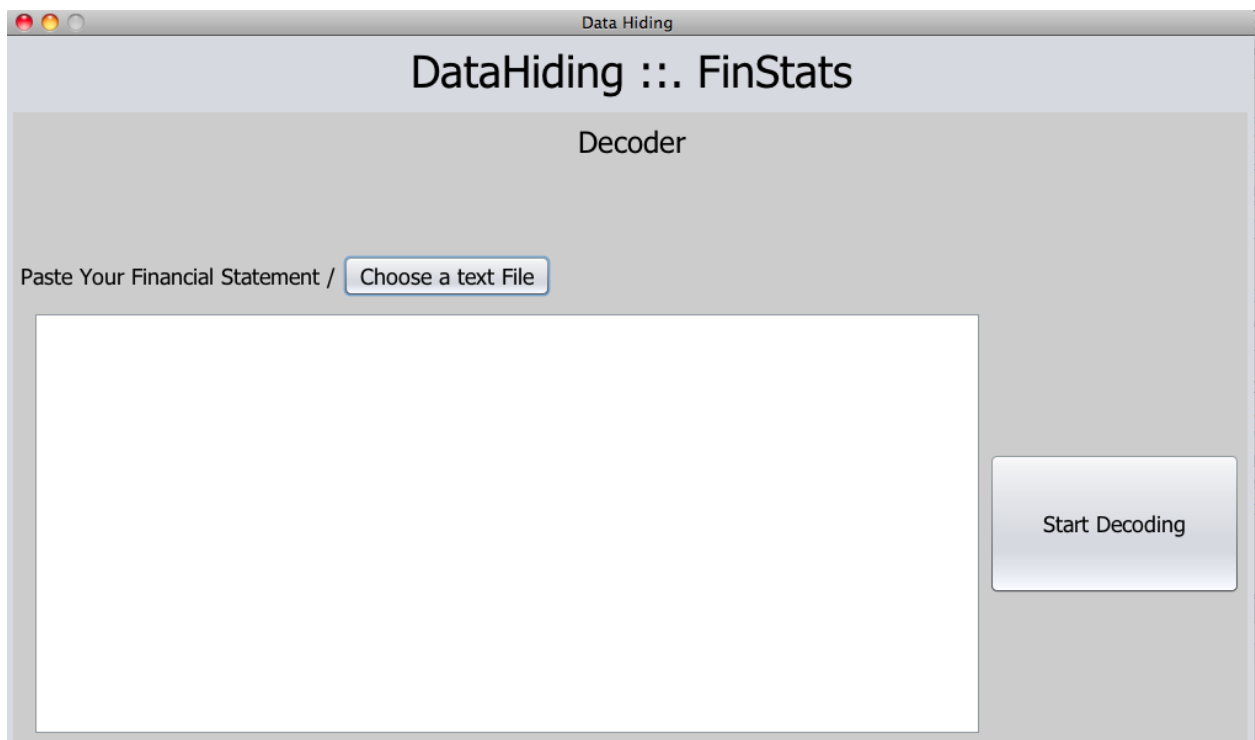 Data Hiding
DataHiding ::. FinStats
Decoder
Paste Your Financial Statement / Choose a text File
Start Decoding